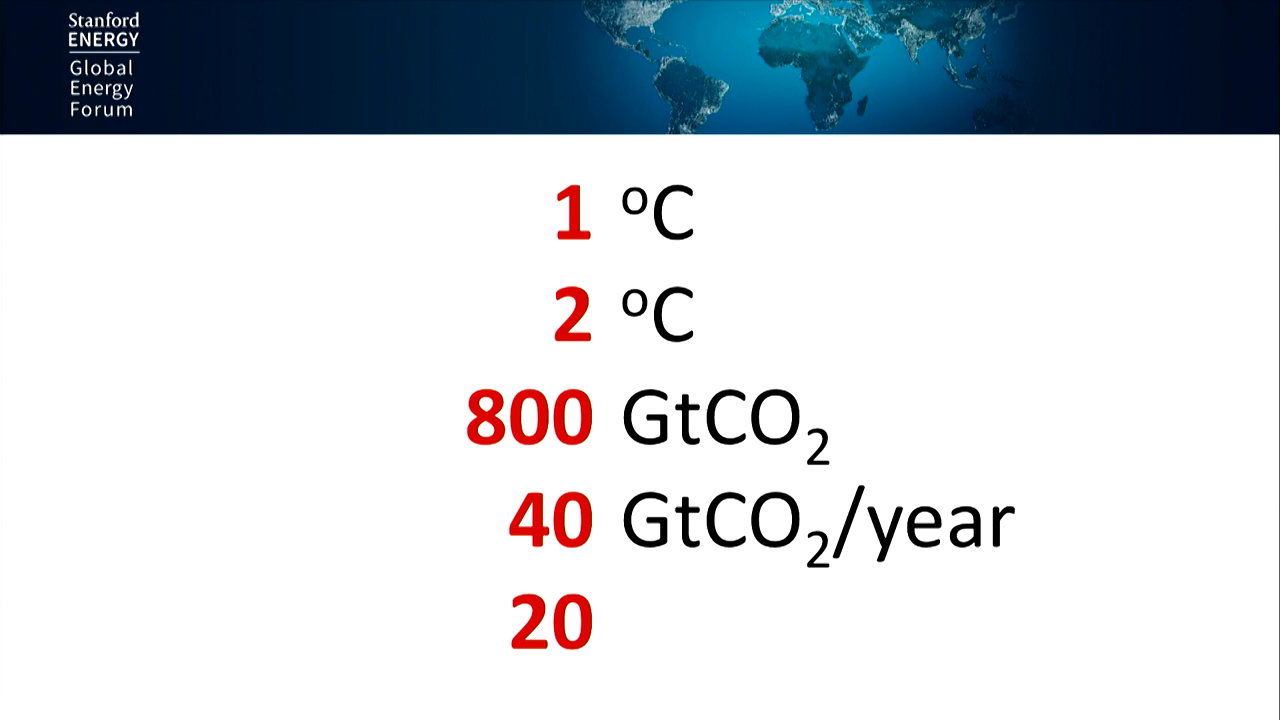 Stanford
ENERGY
Global
Energy
Forum
1 ºC
2 ºC
800 GtCO₂
40 GtCO₂/year
20